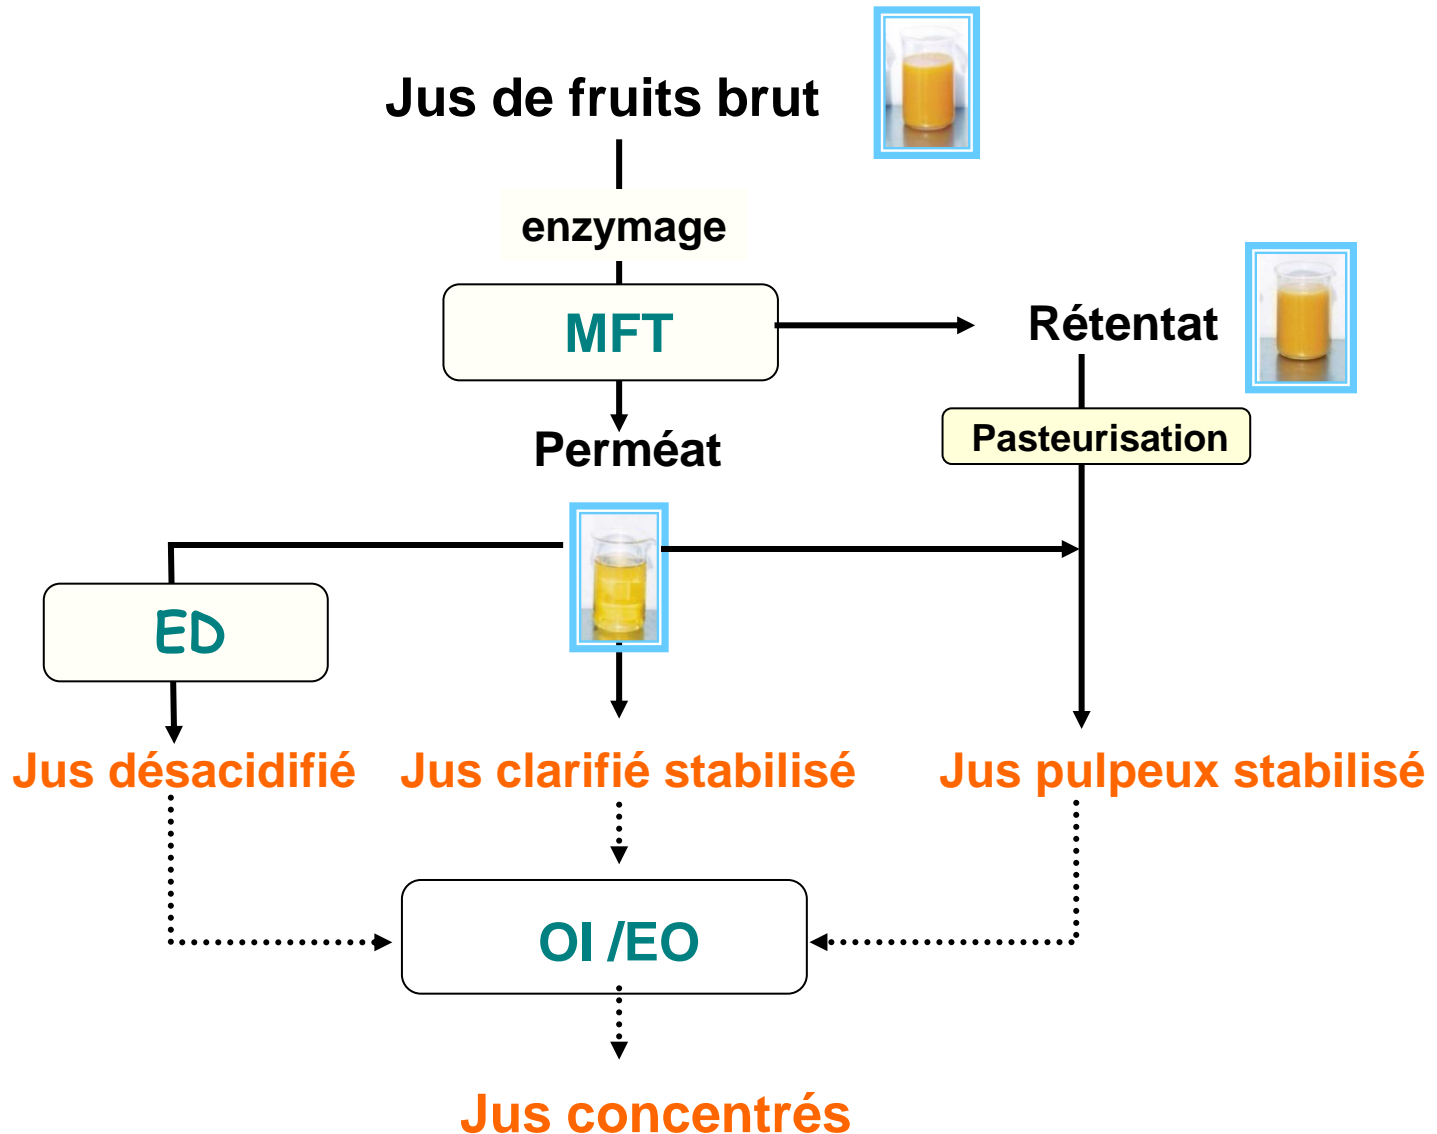 Jus de fruits brut
enzymage
MFT
Rétentat
Pasteurisation
Perméat
ED
Jus désacidifié
Jus clarifié stabilisé
Jus pulpeux stabilisé
OI /EO
Jus concentrés